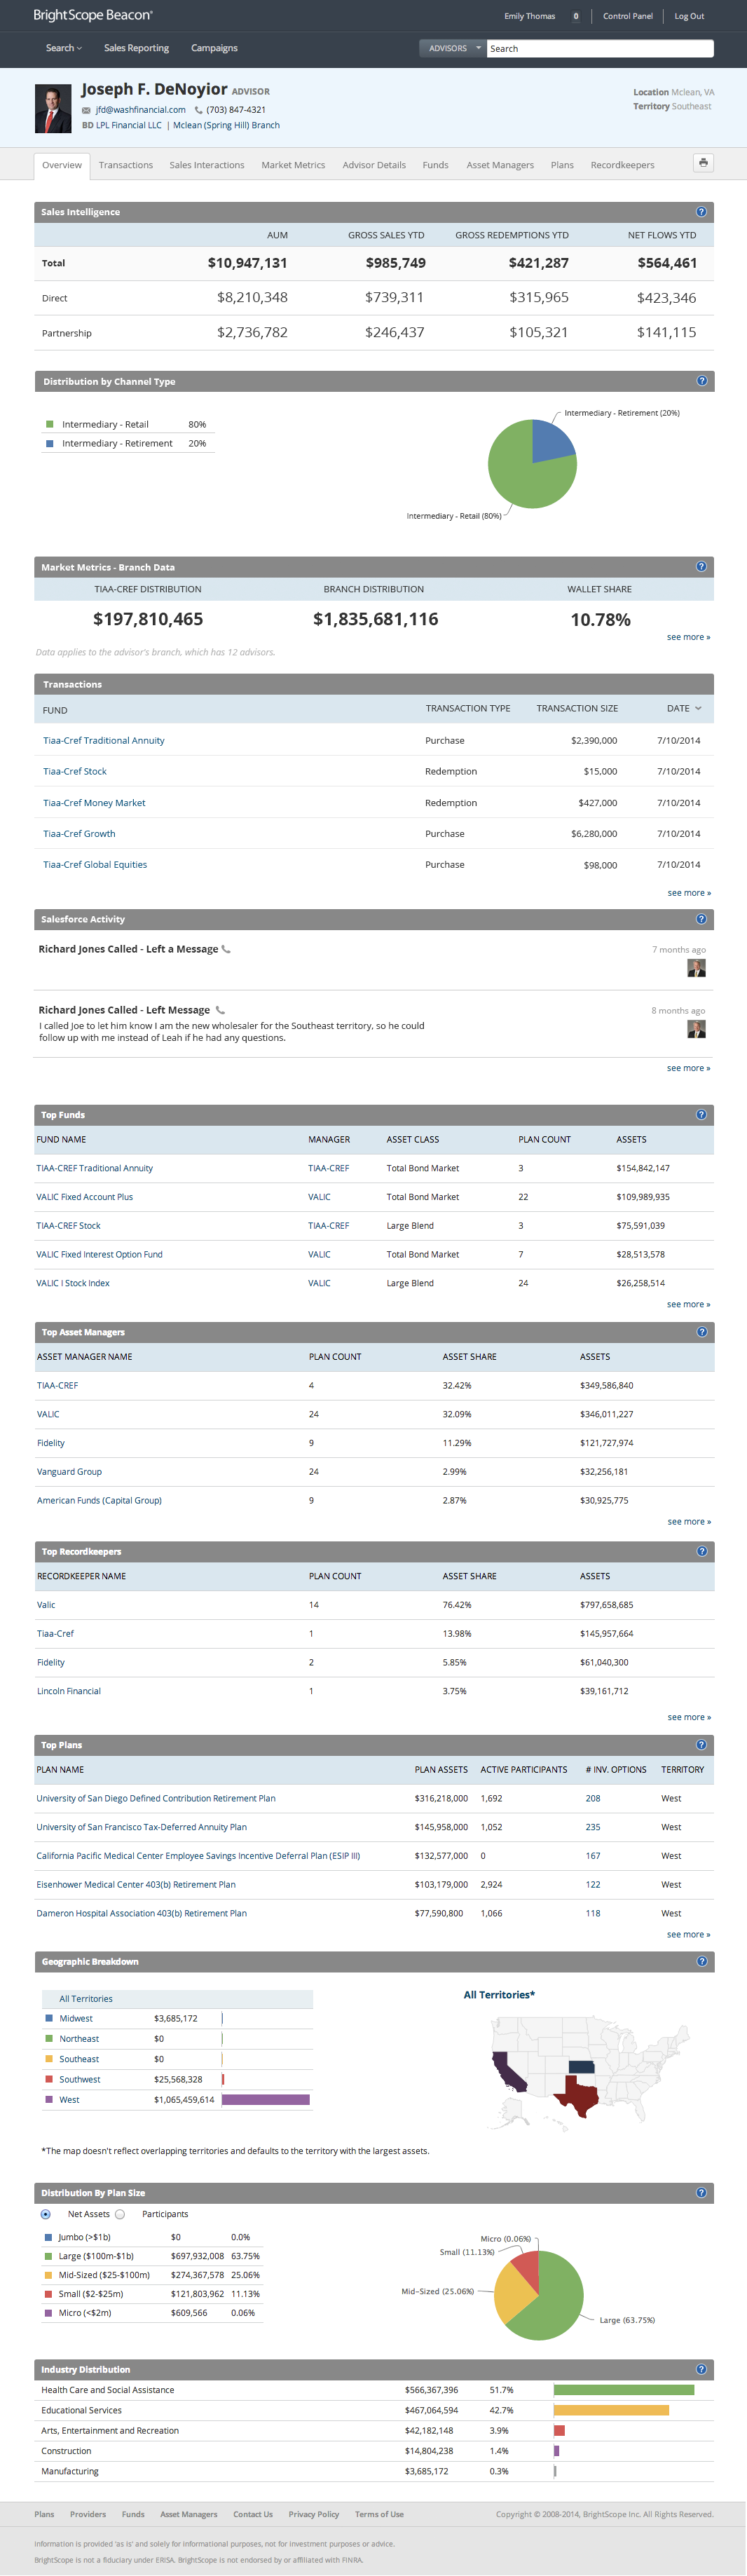 BrightScope Beacon®
Emily Thomas 0 Control Panel Log Out
Search Sales Reporting Campaigns ADVISORS Search
Joseph F. DeNoyior ADVISOR
jfd@washfinancial.com (703) 847-4321
BD LPL Financial LLC | Mclean (Spring Hill) Branch
Location Mclean, VA
Territory Southeast
Overview Transactions Sales Interactions Market Metrics Advisor Details Funds Asset Managers Plans Recordkeepers
Sales Intelligence ?
AUM GROSS SALES YTD GROSS REDEMPTIONS YTD NET FLOWS YTD
Total $10,947,131 $985,749 $421,287 $564,461
Direct $8,210,348 $739,311 $315,965 $423,346
Partnership $2,736,782 $246,437 $105,321 $141,115
Distribution by Channel Type ?
Intermediary - Retail 80%
Intermediary - Retirement 20%
Intermediary - Retirement (20%)
Intermediary - Retail (80%)
Market Metrics - Branch Data ?
TIAA-CREF DISTRIBUTION BRANCH DISTRIBUTION WALLET SHARE
$197,810,465 $1,835,681,116 10.78%
see more »
Data applies to the advisor's branch, which has 12 advisors.
Transactions
FUND TRANSACTION TYPE TRANSACTION SIZE DATE
Tiaa-Cref Traditional Annuity Purchase $2,390,000 7/10/2014
Tiaa-Cref Stock Redemption $15,000 7/10/2014
Tiaa-Cref Money Market Redemption $427,000 7/10/2014
Tiaa-Cref Growth Purchase $6,280,000 7/10/2014
Tiaa-Cref Global Equities Purchase $98,000 7/10/2014
see more »
Salesforce Activity ?
Richard Jones Called - Left a Message 7 months ago
Richard Jones Called - Left Message 8 months ago
I called Joe to let him know I am the new wholesaler for the Southeast territory, so he could
follow up with me instead of Leah if he had any questions.
see more »
Top Funds ?
FUND NAME MANAGER ASSET CLASS PLAN COUNT ASSETS
TIAA-CREF Traditional Annuity TIAA-CREF Total Bond Market 3 $154,842,147
VALIC Fixed Account Plus VALIC Total Bond Market 22 $109,989,935
TIAA-CREF Stock TIAA-CREF Large Blend 3 $75,591,039
VALIC Fixed Interest Option Fund VALIC Total Bond Market 7 $28,513,578
VALIC I Stock Index VALIC Large Blend 24 $26,258,514
see more »
Top Asset Managers ?
ASSET MANAGER NAME PLAN COUNT ASSET SHARE ASSETS
TIAA-CREF 4 32.42% $349,586,840
VALIC 24 32.09% $346,011,227
Fidelity 9 11.29% $121,727,974
Vanguard Group 24 2.99% $32,256,181
American Funds (Capital Group) 9 2.87% $30,925,775
see more »
Top Recordkeepers ?
RECORDKEEPER NAME PLAN COUNT ASSET SHARE ASSETS
Valic 14 76.42% $797,658,685
Tiaa-Cref 1 13.98% $145,957,664
Fidelity 2 5.85% $61,040,300
Lincoln Financial 1 3.75% $39,161,712
see more »
Top Plans ?
PLAN NAME PLAN ASSETS ACTIVE PARTICIPANTS # INV. OPTIONS TERRITORY
University of San Diego Defined Contribution Retirement Plan $316,218,000 1,692 208 West
University of San Francisco Tax-Deferred Annuity Plan $145,958,000 1,052 235 West
California Pacific Medical Center Employee Savings Incentive Deferral Plan (ESIP III) $132,577,000 0 167 West
Eisenhower Medical Center 403(b) Retirement Plan $103,179,000 2,924 122 West
Dameron Hospital Association 403(b) Retirement Plan $77,590,800 1,066 118 West
see more »
Geographic Breakdown ?
All Territories
Midwest $3,685,172
Northeast $0
Southeast $0
Southwest $25,568,328
West $1,065,459,614
All Territories*
*The map doesn't reflect overlapping territories and defaults to the territory with the largest assets.
Distribution By Plan Size ?
Net Assets Participants
Jumbo (>$1b) $0 0.0%
Large ($100m-$1b) $697,932,008 63.75%
Mid-Sized ($25-$100m) $274,367,578 25.06%
Small ($2-$25m) $121,803,962 11.13%
Micro (<$2m) $609,566 0.06%
Micro (0.06%)
Small (11.13%)
Mid-Sized (25.06%)
Large (63.75%)
Industry Distribution ?
Health Care and Social Assistance $566,367,396 51.7%
Educational Services $467,064,594 42.7%
Arts, Entertainment and Recreation $42,182,148 3.9%
Construction $14,804,238 1.4%
Manufacturing $3,685,172 0.3%
Plans Providers Funds Asset Managers Contact Us Privacy Policy Terms of Use Copyright © 2008-2014, BrightScope Inc. All Rights Reserved.
Information is provided 'as is' and solely for informational purposes, not for investment purposes or advice.
BrightScope is not a fiduciary under ERISA. BrightScope is not endorsed by or affiliated with FINRA.